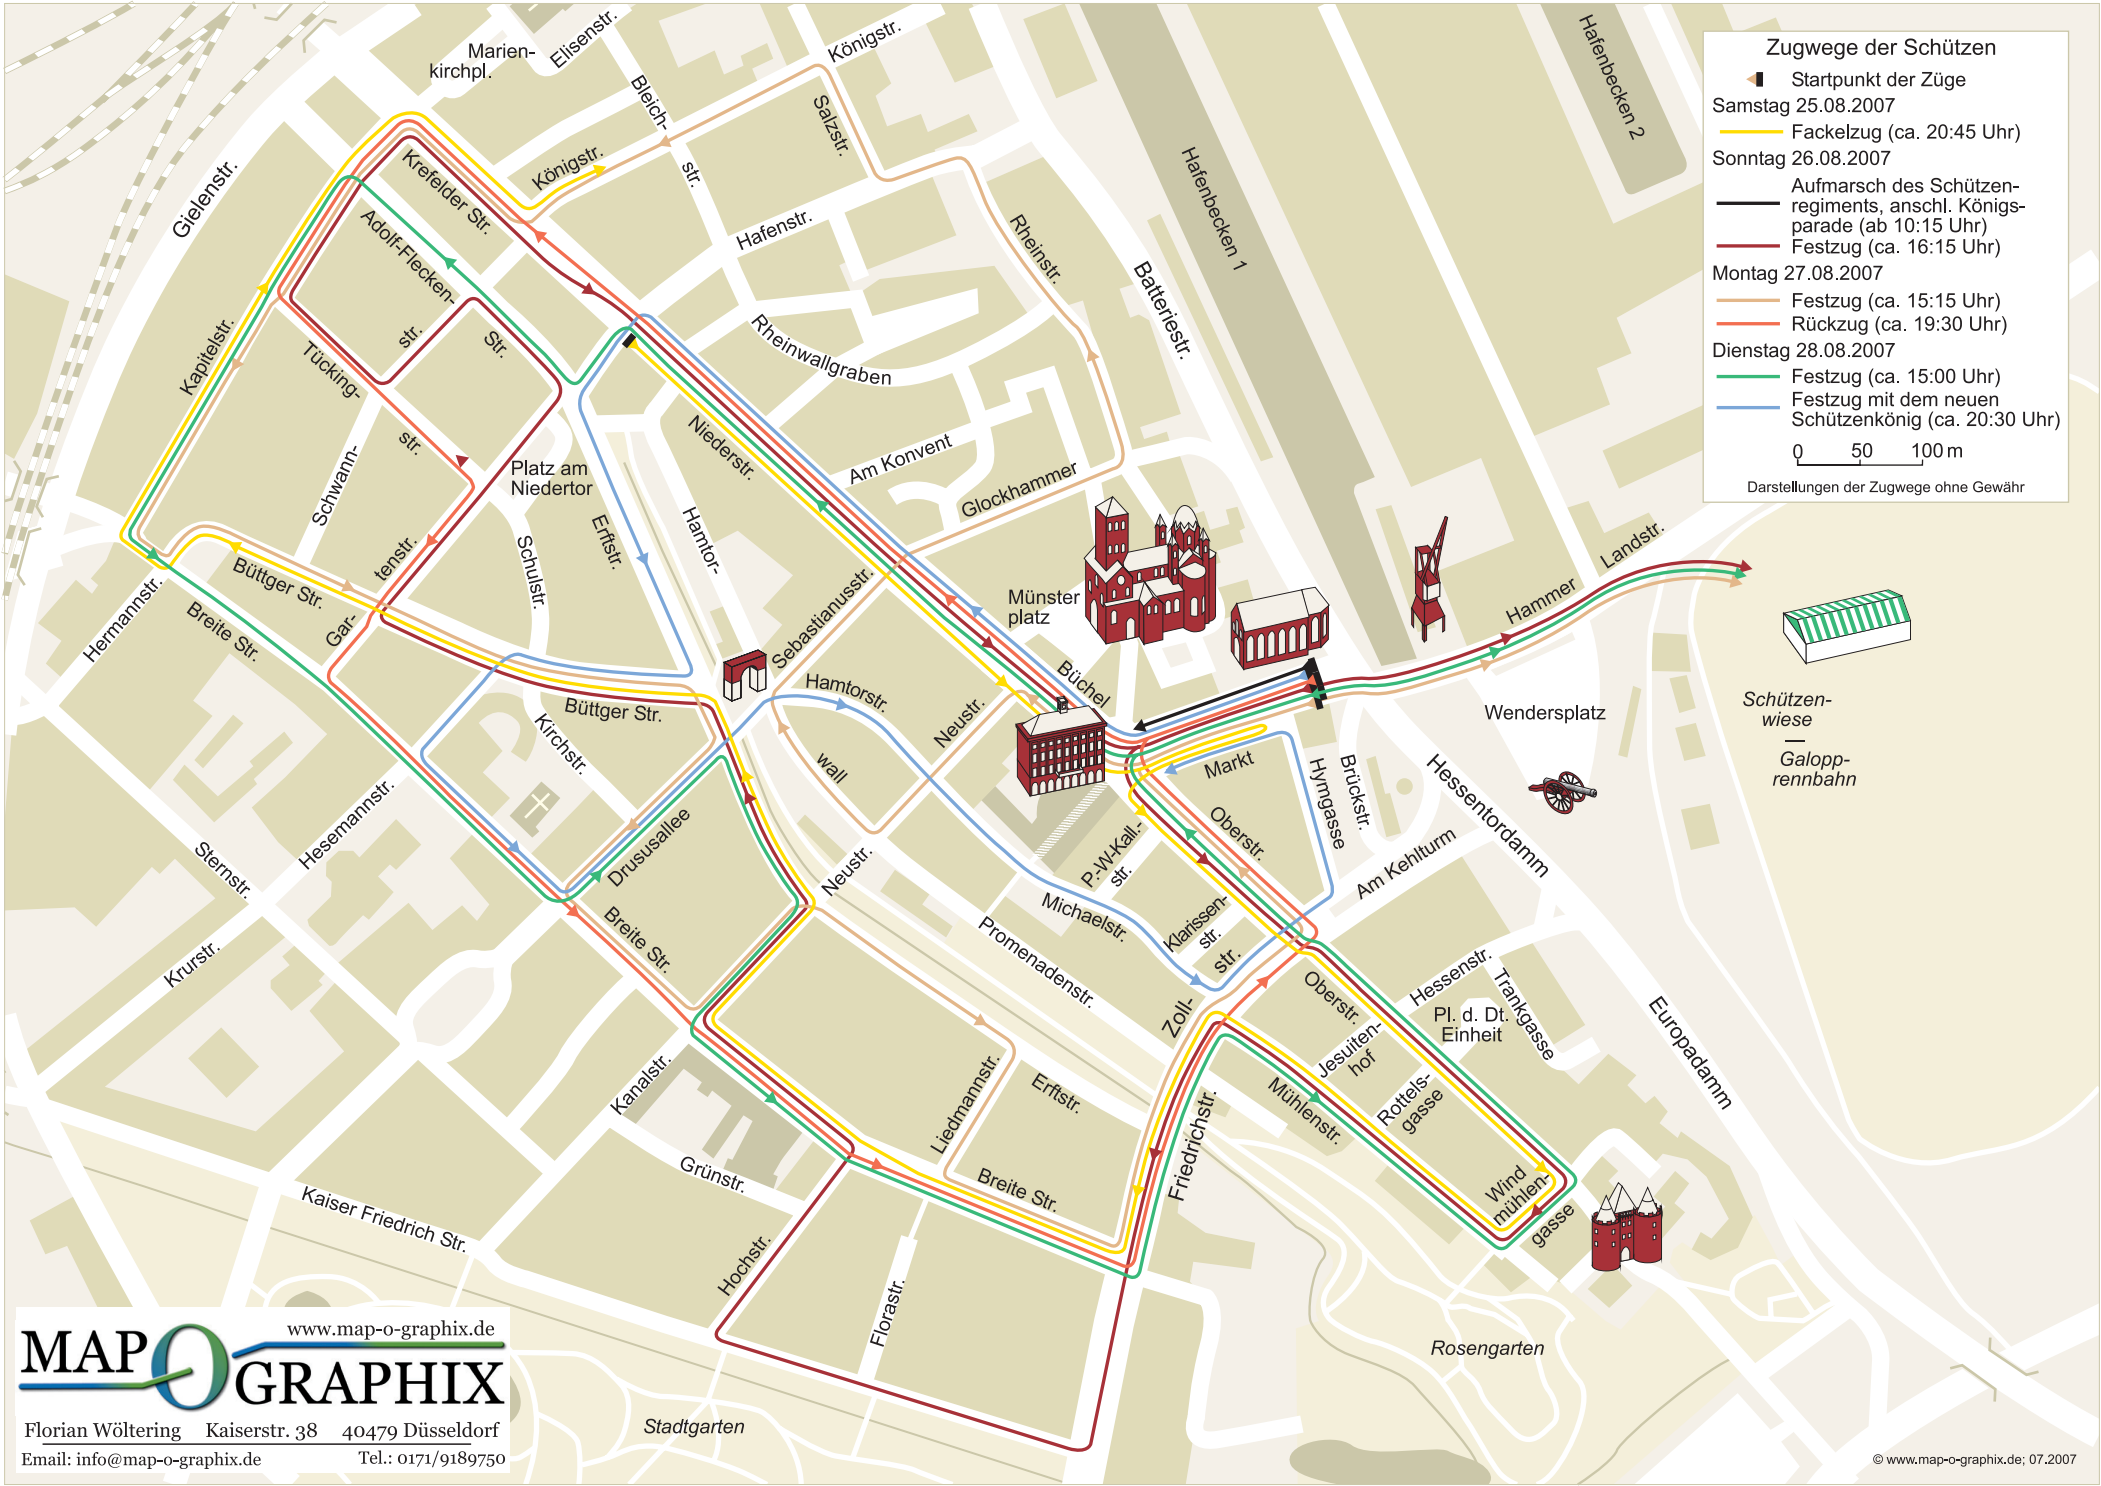 Zugwege der Schützen
Startpunkt der Züge
Samstag 25.08.2007
Fackelzug (ca. 20:45 Uhr)
Sonntag 26.08.2007
Aufmarsch des Schützen-
regiments, anschl. Königs-
parade (ab 10:15 Uhr)
Festzug (ca. 16:15 Uhr)
Montag 27.08.2007
Festzug (ca. 15:15 Uhr)
Rückzug (ca. 19:30 Uhr)
Dienstag 28.08.2007
Festzug (ca. 15:00 Uhr)
Festzug mit dem neuen
Schützenkönig (ca. 20:30 Uhr)
0 50 100 m
Darstellungen der Zugwege ohne Gewähr
Marien-
kirchpl.
Elisenstr.
Königstr.
Bleich-
str.
Salzstr.
Hafenbecken 1
Hafenbecken 2
Gielenstr.
Krefelder Str.
Königstr.
Hafenstr.
Rheinstr.
Batteriestr.
Adolf-Flecken-
Str.
Kapitelstr.
Tücking-
str.
str.
Rheinwallgraben
Niederstr.
Am Konvent
Glockhammer
Schwann-
Platz am
Niedertor
Erftstr.
Hamtor-
wall
Schulstr.
Gar-
tenstr.
Büttger Str.
Hermannstr.
Breite Str.
Sebastianusstr.
Münster
platz
Büchel
Hamtorstr.
Neustr.
Büttger Str.
Kirchstr.
Hammer
Landstr.
Wendersplatz
Schützen-
wiese
—
Galopp-
rennbahn
Markt
Hymgasse
Brückstr.
Hessentordamm
Oberstr.
P.-W-Kall.-
str.
Am Kehlturm
Hesemannstr.
Drususallee
Neustr.
Sternstr.
Krurstr.
Breite Str.
Michaelstr.
Klarissen-
str.
Promenadenstr.
Zoll-
str.
Oberstr.
Hessenstr.
Trankgasse
Pl. d. Dt.
Einheit
Jesuiten-
hof
Rottels-
gasse
Europadamm
Mühlenstr.
Wind
mühlen-
gasse
Kanalstr.
Liedmannstr.
Erftstr.
Friedrichstr.
Grünstr.
Breite Str.
Kaiser Friedrich Str.
Hochstr.
Florastr.
Rosengarten
Stadtgarten
www.map-o-graphix.de
MAP O
GRAPHIX
Florian Wöltering Kaiserstr. 38 40479 Düsseldorf
Email: info@map-o-graphix.de Tel.: 0171/9189750
© www.map-o-graphix.de; 07.2007